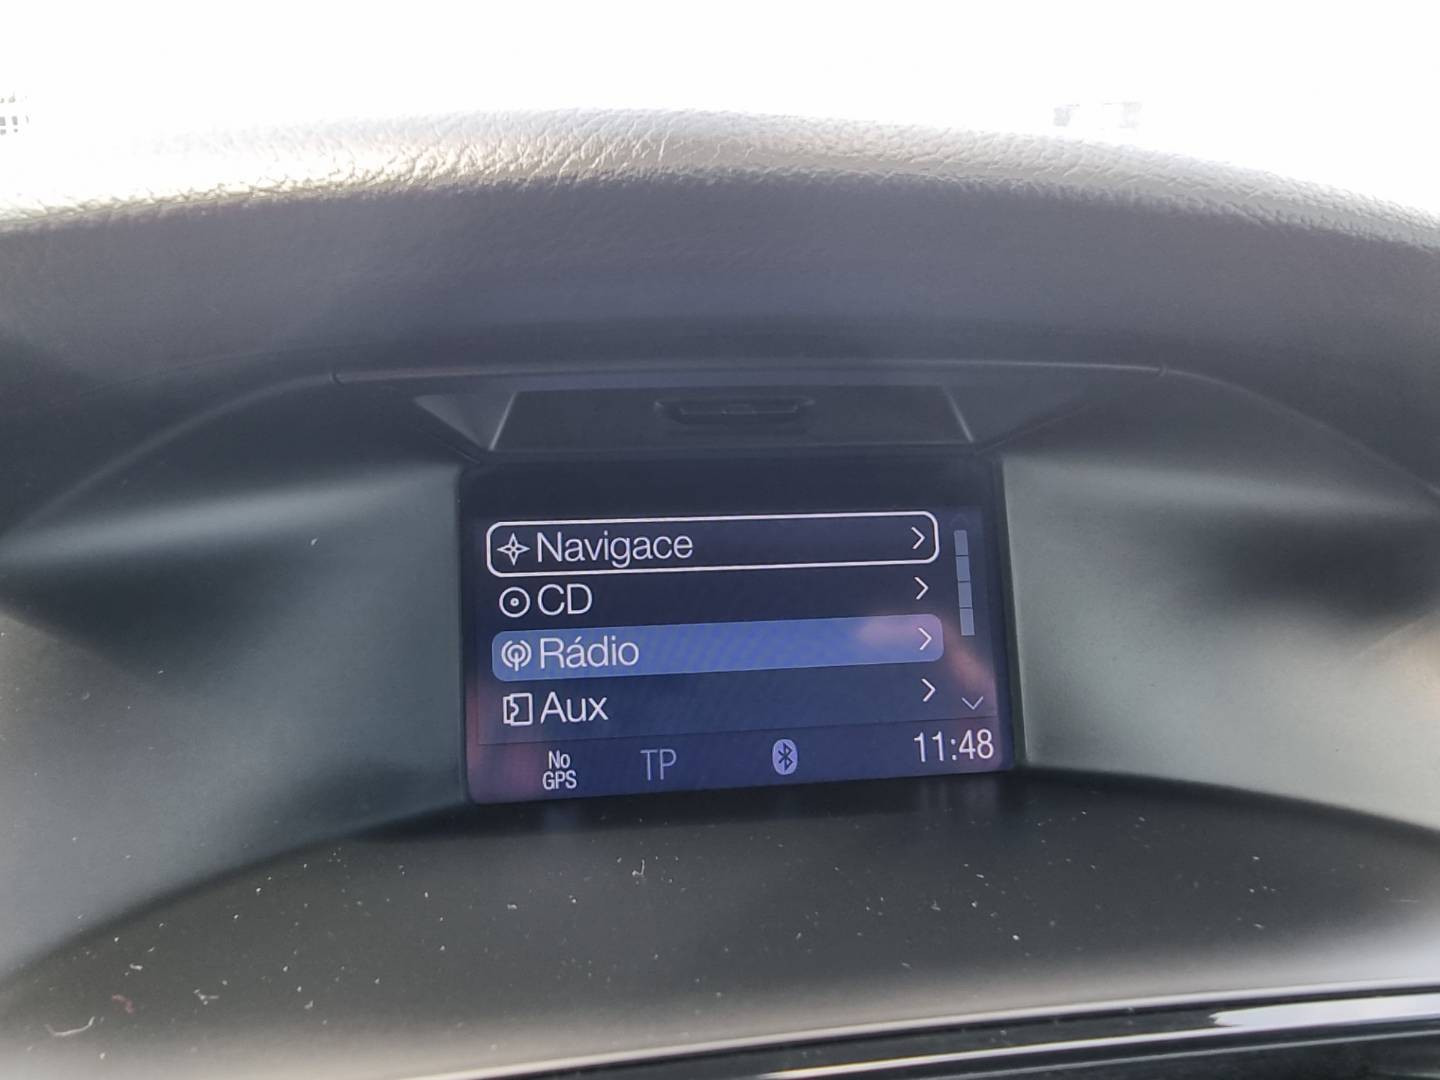 Navigace
CD
Rádio
Aux
No
GPS
TP
11:48